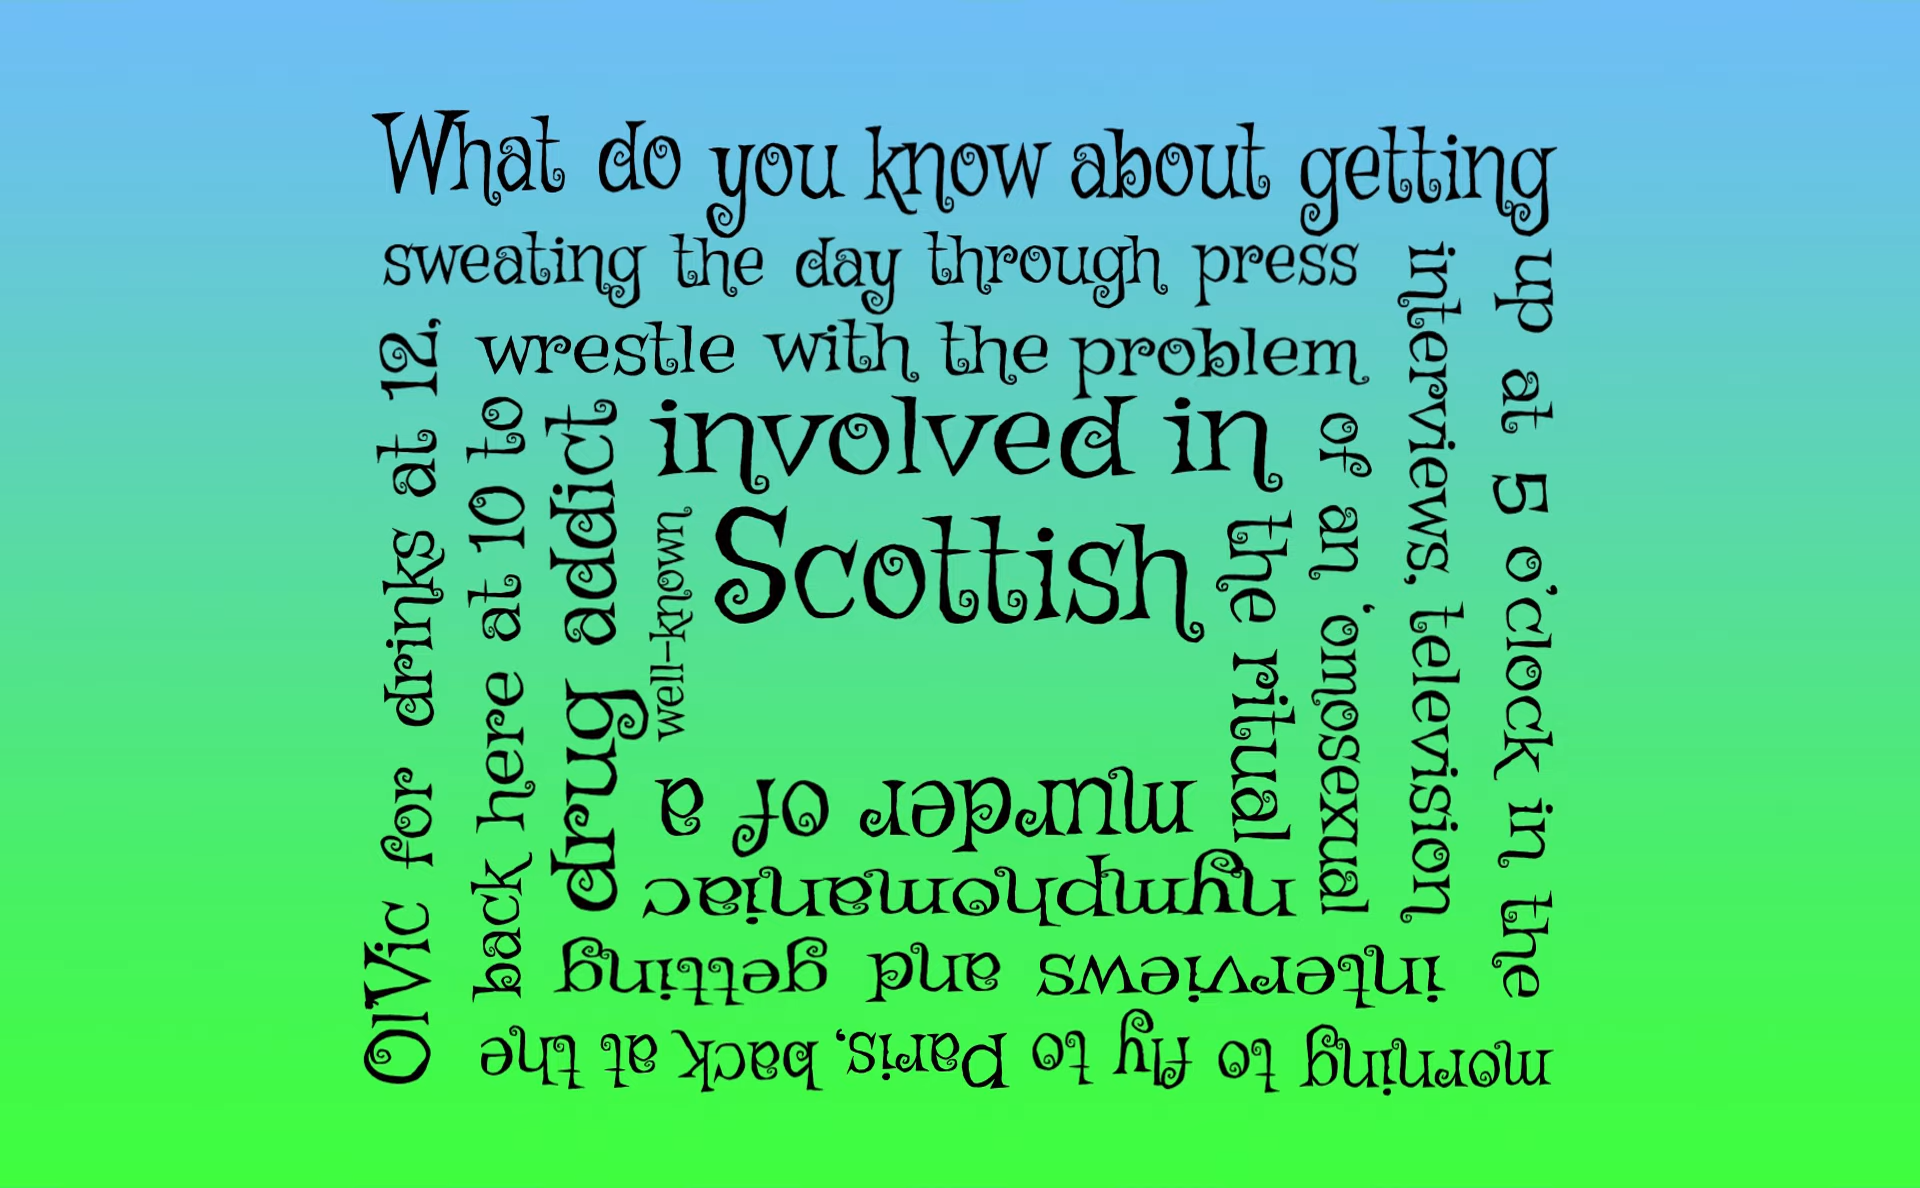 What do you know about getting
up at 5 o'clock in the
morning to fly to Paris, back at the
Ol'Vic for drinks at 12,
sweating the day through press
interviews, television
interviews and getting
back here at 10 to
wrestle with the problem
of an 'omosexual
nymphomaniac
drug addict
involved in
the ritual
murder of a
well-known
Scottish